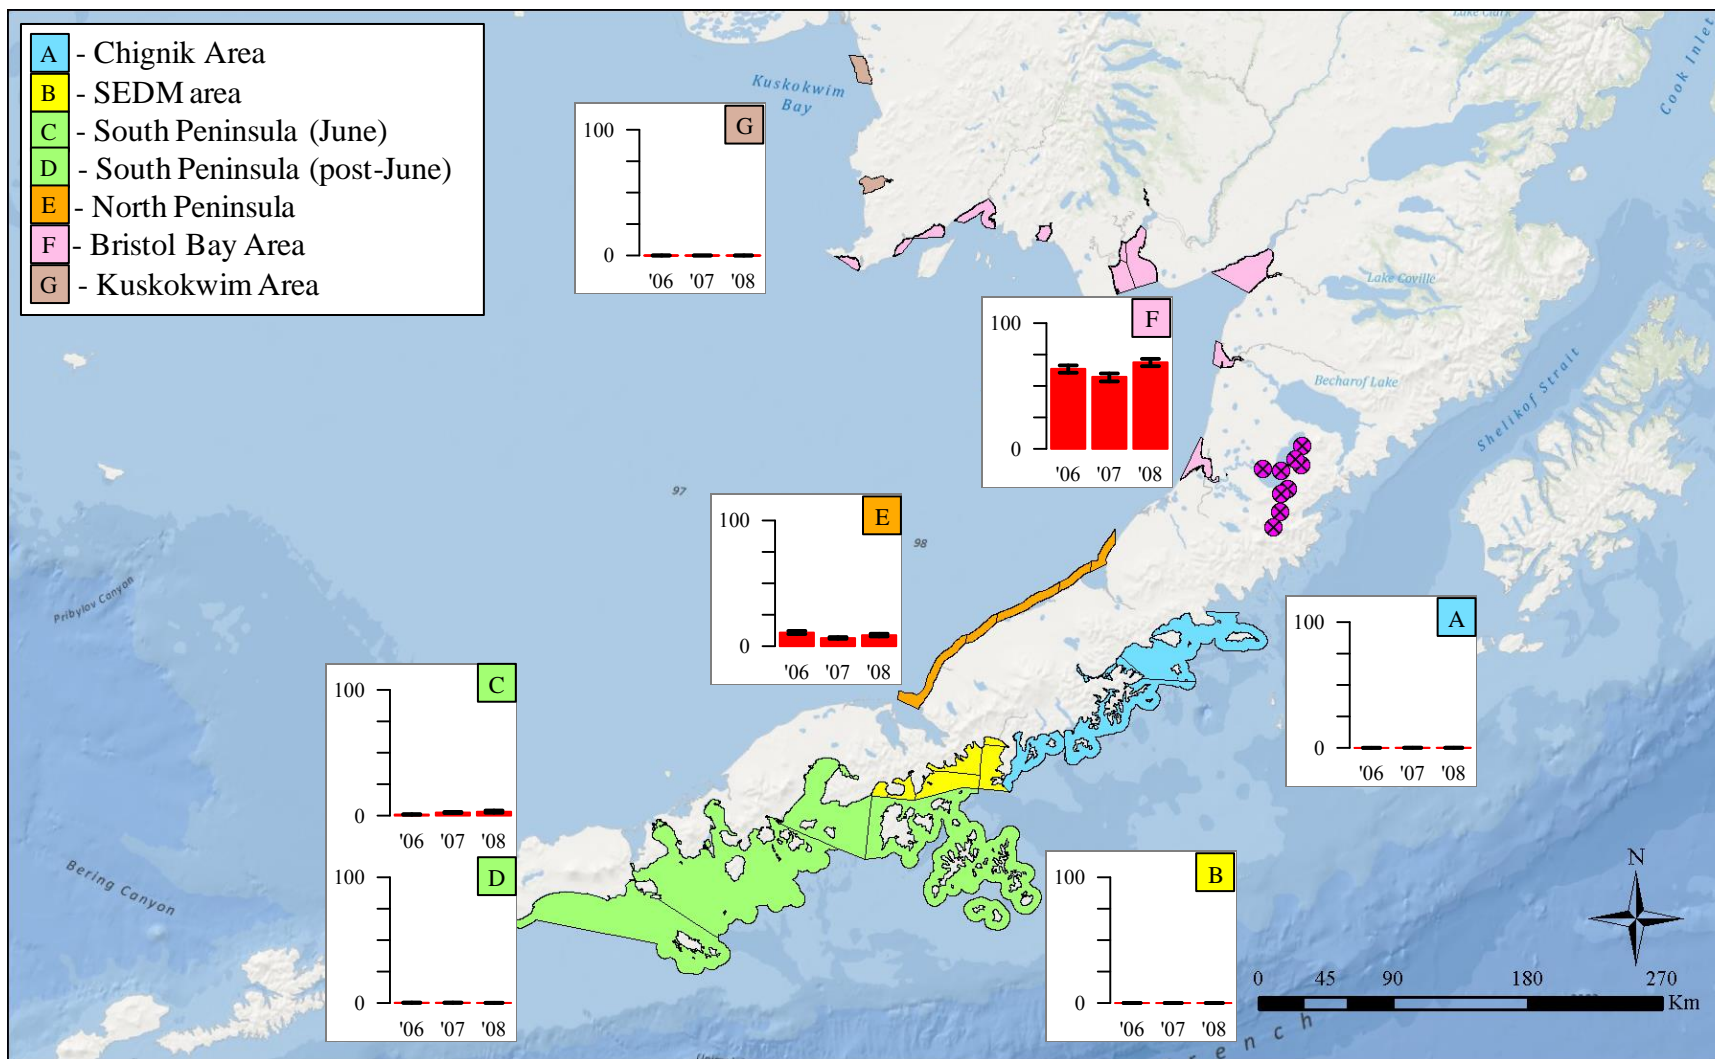 A - Chignik Area
B - SEDM area
C - South Peninsula (June)
D - South Peninsula (post-June)
E - North Peninsula
F - Bristol Bay Area
G - Kuskokwim Area
Lake Clark
Cook Inlet
Kuskokwim
Bay
G
100
0
'06 '07 '08
Lake Coville
F
100
0
'06 '07 '08
Becharof Lake
Shelikof Strait
97
98
E
100
0
'06 '07 '08
Pribylov Canyon
A
100
0
'06 '07 '08
C
100
0
'06 '07 '08
Bering Canyon
D
100
0
'06 '07 '08
B
100
0
'06 '07 '08
N
0 45 90 180 270
Km